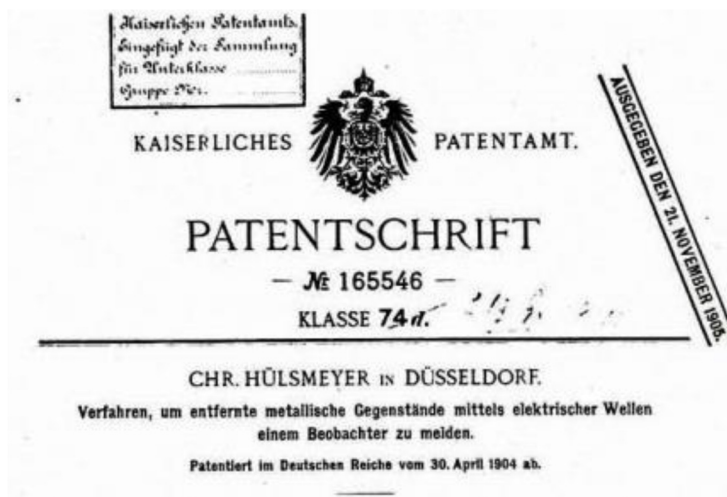 Kaiserlichen Patentamts.
Eingefügt der Sammlung
für Unterklasse
Gruppe Nr.
KAISERLICHES PATENTAMT.
AUSGEGEBEN DEN 21. NOVEMBER 1905.
PATENTSCHRIFT
— № 165546 —
KLASSE 74d.
CHR. HÜLSMEYER IN DÜSSELDORF.
Verfahren, um entfernte metallische Gegenstände mittels elektrischer Wellen
einem Beobachter zu melden.
Patentiert im Deutschen Reiche vom 30. April 1904 ab.